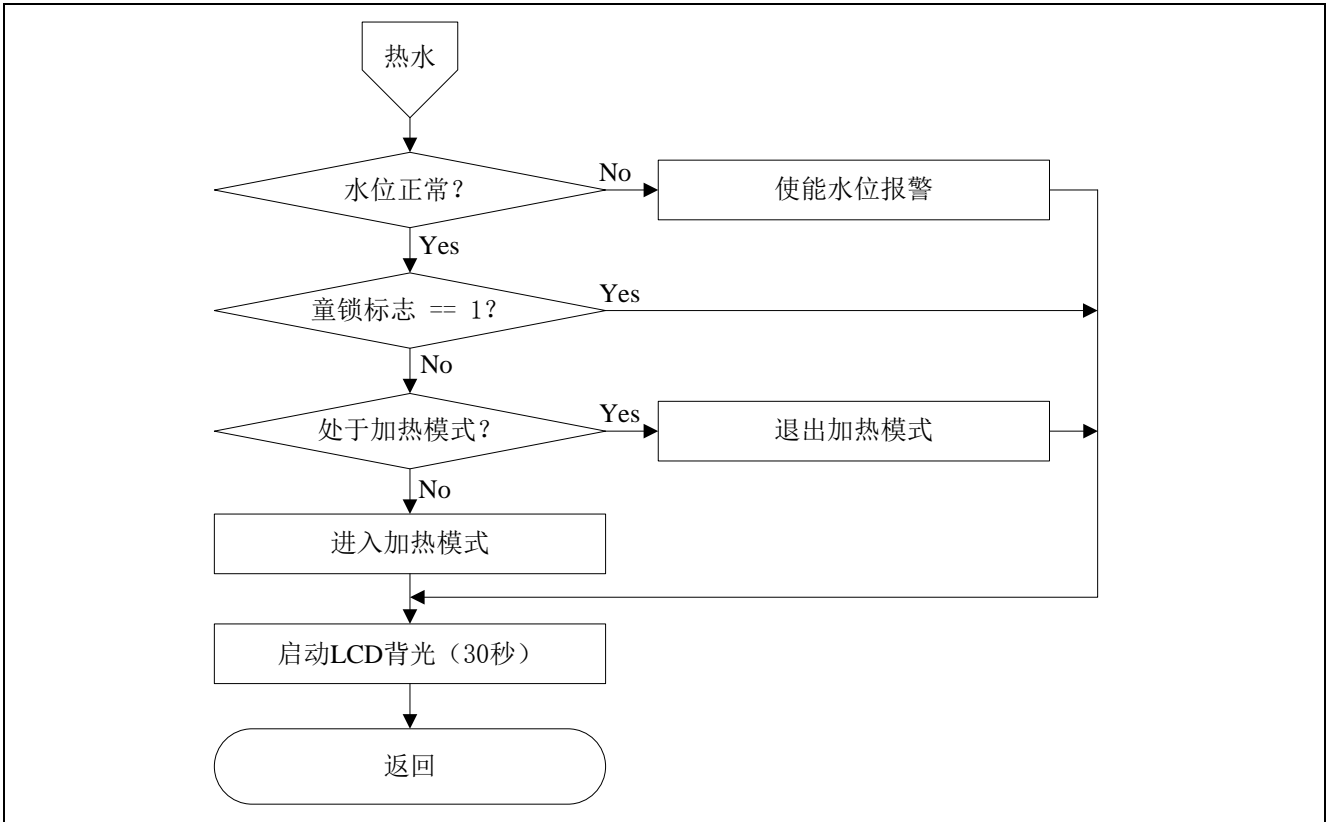 热水
水位正常？
No
使能水位报警
Yes
童锁标志 == 1？
Yes
No
处于加热模式？
Yes
退出加热模式
No
进入加热模式
启动LCD背光（30秒）
返回